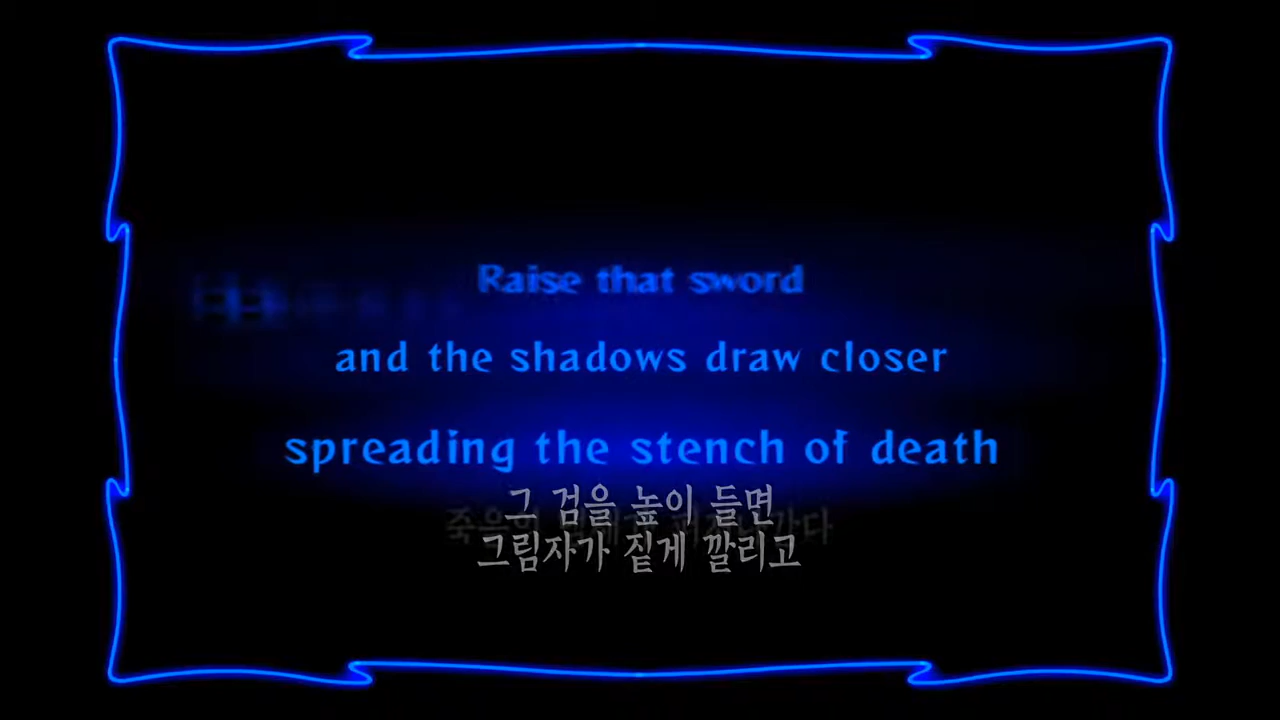 Raise that sword
and the shadows draw closer
spreading the stench of death
그 검을 높이 들면
그림자가 짙게 깔리고